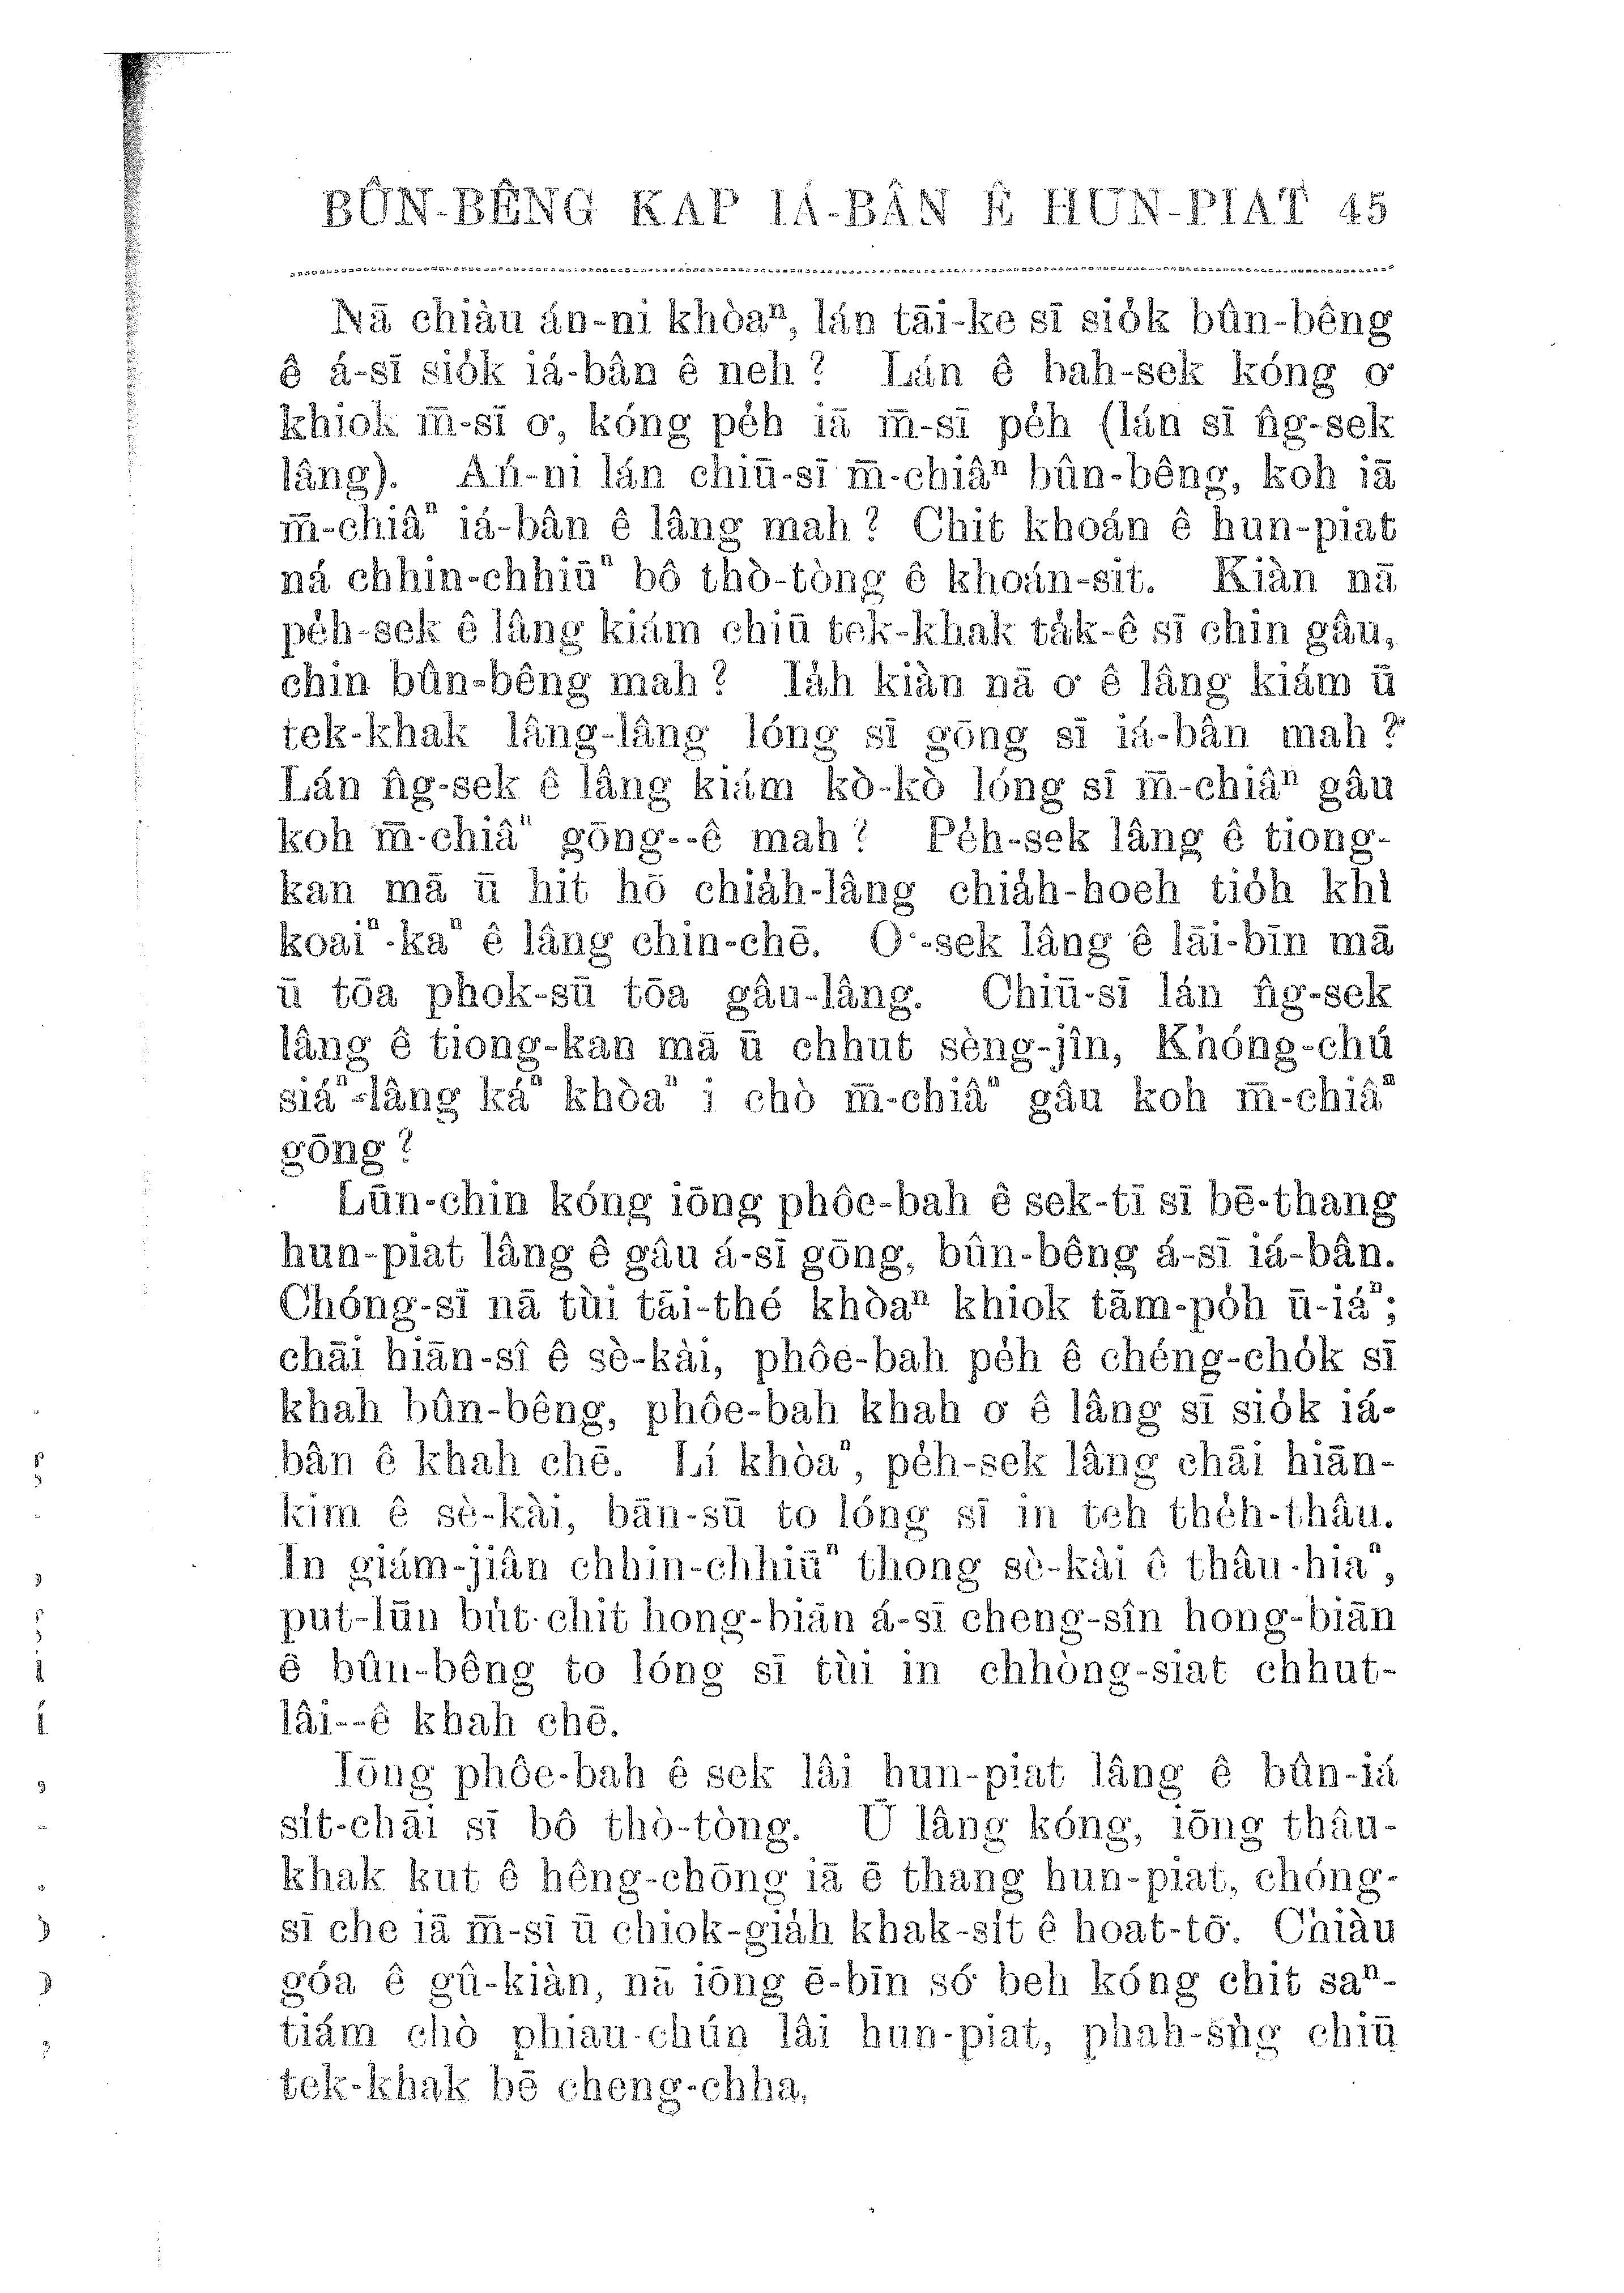 BÛN-BÊNG KAP IÁ-BÂN Ê HUN-PIAT 45
Nā chiàu án-ni khòaⁿ, lán tāi-ke sī sio̍k bûn-bêng
ê á-sī sio̍k iá-bân ê neh? Lán ê bah-sek kóng o͘
khiok m̄-sī o͘, kóng pe̍h iā m̄-sī pe̍h (lán sī n̂g-sek
lâng). Án-ni lán chiū-sī m̄-chiâⁿ bûn-bêng, koh iā
m̄-chiâⁿ iá-bân ê lâng mah? Chit khoán ê hun-piat
ná chhin-chhiūⁿ bô thò-tòng ê khoán-sit. Kiàn nā
pe̍h-sek ê lâng kiám chiū tek-khak ta̍k-ê sī chin gâu,
chin bûn-bêng mah? Ia̍h kiàn nā o͘ ê lâng kiám ū
tek-khak lâng-lâng lóng sī gōng sī iá-bân mah?
Lán n̂g-sek ê lâng kiám kò-kò lóng sī m̄-chiâⁿ gâu
koh m̄-chiâⁿ gōng--ê mah? Pe̍h-sek lâng ê tiong-
kan mā ū hit hō chia̍h-lâng chia̍h-hoeh tio̍h khì
koaiⁿ-kaⁿ ê lâng chin-chē. O͘-sek lâng ê lāi-bīn mā
ū tōa phok-sū tōa gâu-lâng. Chiū-sī lán n̂g-sek
lâng ê tiong-kan mā ū chhut sèng-jîn, Khóng-chú
siáⁿ-lâng káⁿ khòaⁿ i chò m̄-chiâⁿ gâu koh m̄-chiâⁿ
gōng?
Lūn-chin kóng iōng phôe-bah ê sek-tī sī bē-thang
hun-piat lâng ê gâu á-sī gōng, bûn-bêng á-sī iá-bân.
Chóng-sī nā tùi tāi-thé khòaⁿ khiok tām-po̍h ū-iáⁿ;
chāi hiān-sî ê sè-kài, phôe-bah pe̍h ê chéng-cho̍k sī
khah bûn-bêng, phôe-bah khah o͘ ê lâng sī sio̍k iá-
bân ê khah chē. Lí khòaⁿ, pe̍h-sek lâng chāi hiān-
kim ê sè-kài, bān-sū to lóng sī in teh the̍h-thâu.
In giám-jiân chhin-chhiūⁿ thong sè-kài ê thâu-hiaⁿ,
put-lūn bu̍t-chit hong-biān á-sī cheng-sîn hong-biān
ê bûn-bêng to lóng sī tùi in chhòng-siat chhut-
lâi--ê khah chē.
Iōng phôe-bah ê sek lâi hun-piat lâng ê bûn-iá
si̍t-chāi sī bô thò-tòng. Ū lâng kóng, iōng thâu-
khak kut ê hêng-chōng iā ē thang hun-piat, chóng-
sī che iā m̄-sī ū chiok-gia̍h khak-si̍t ê hoat-tō͘. Chiàu
góa ê gû-kiàn, nā iōng ē-bīn só͘ beh kóng chit saⁿ-
tiám chò phiau-chún lâi hun-piat, phah-sǹg chiū
tek-khak bē cheng-chha.